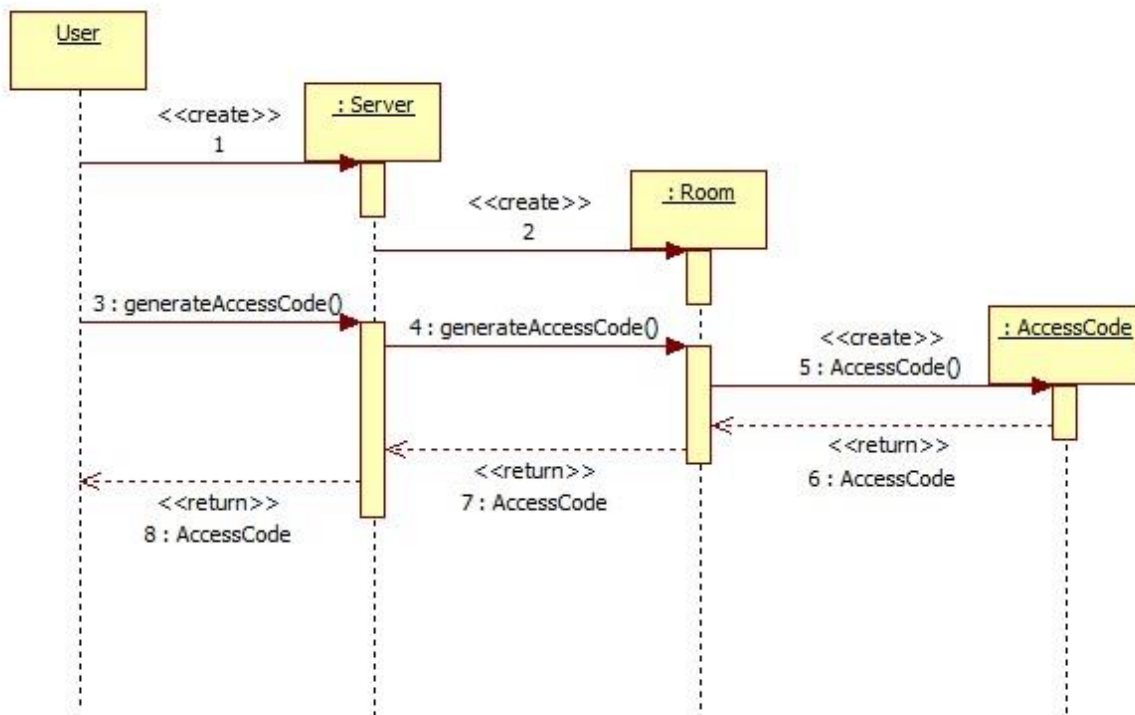 User
<<create>>
1
: Server
<<create>>
2
: Room
3 : generateAccessCode()
4 : generateAccessCode()
<<create>>
5 : AccessCode()
: AccessCode
<<return>>
6 : AccessCode
<<return>>
7 : AccessCode
<<return>>
8 : AccessCode